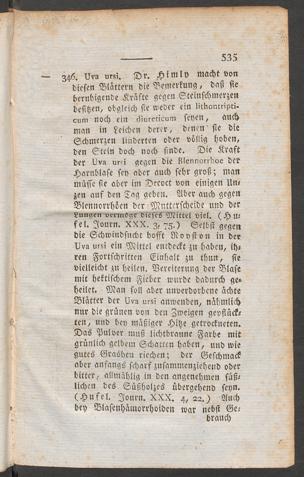 535
— 346. Uva ursi. Dr. Himly macht von
diesen Blättern die Bemerkung, daß sie
beruhigende Kräfte gegen Steinschmerzen
besitzen, obgleich sie weder ein lithontripti-
cum noch ein diureticum seyen, auch
man in Leichen derer, denen sie die
Schmerzen linderten oder völlig hoben,
den Stein doch noch finde. Die Kraft
der Uva ursi gegen die Blennorrhoe der
Harnblase sey aber auch sehr groß; man
müsse sie aber im Decoct von einigen Un-
zen auf den Tag geben. Aber auch gegen
Blennorrhöen der Mutterscheide und der
Lungen vermöge dieses Mittel viel. (Hu-
fel. Journ. XXX. 3, 75.) Selbst gegen
die Schwindsucht hofft in der
Uva ursi ein Mittel entdeckt zu haben, ih-
ren Fortschritten Einhalt zu thun, sie
vielleicht zu heilen. Vereiterung der Blase
mit hektischem Fieber wurde dadurch ge-
heilet. Man soll aber unverdorbene ächte
Blätter der Uva ursi anwenden, nähmlich
nur die grünen von den Zweigen gepflück-
ten, und bey mäßiger Hitze getrockneten.
Das Pulver muß lichtbraune Farbe mit
grünlich gelbem Schatten haben, und wie
gutes Grasheu riechen; der Geschmack
aber anfangs scharf zusammenziehend oder
bitter, allmählig in den angenehmen süß-
lichen des Süßholzes übergehend seyn.
(Hufel. Journ. XXX. 4, 22.) Auch
bey Blasenhämorrhoiden war nebst Ge-
brauch